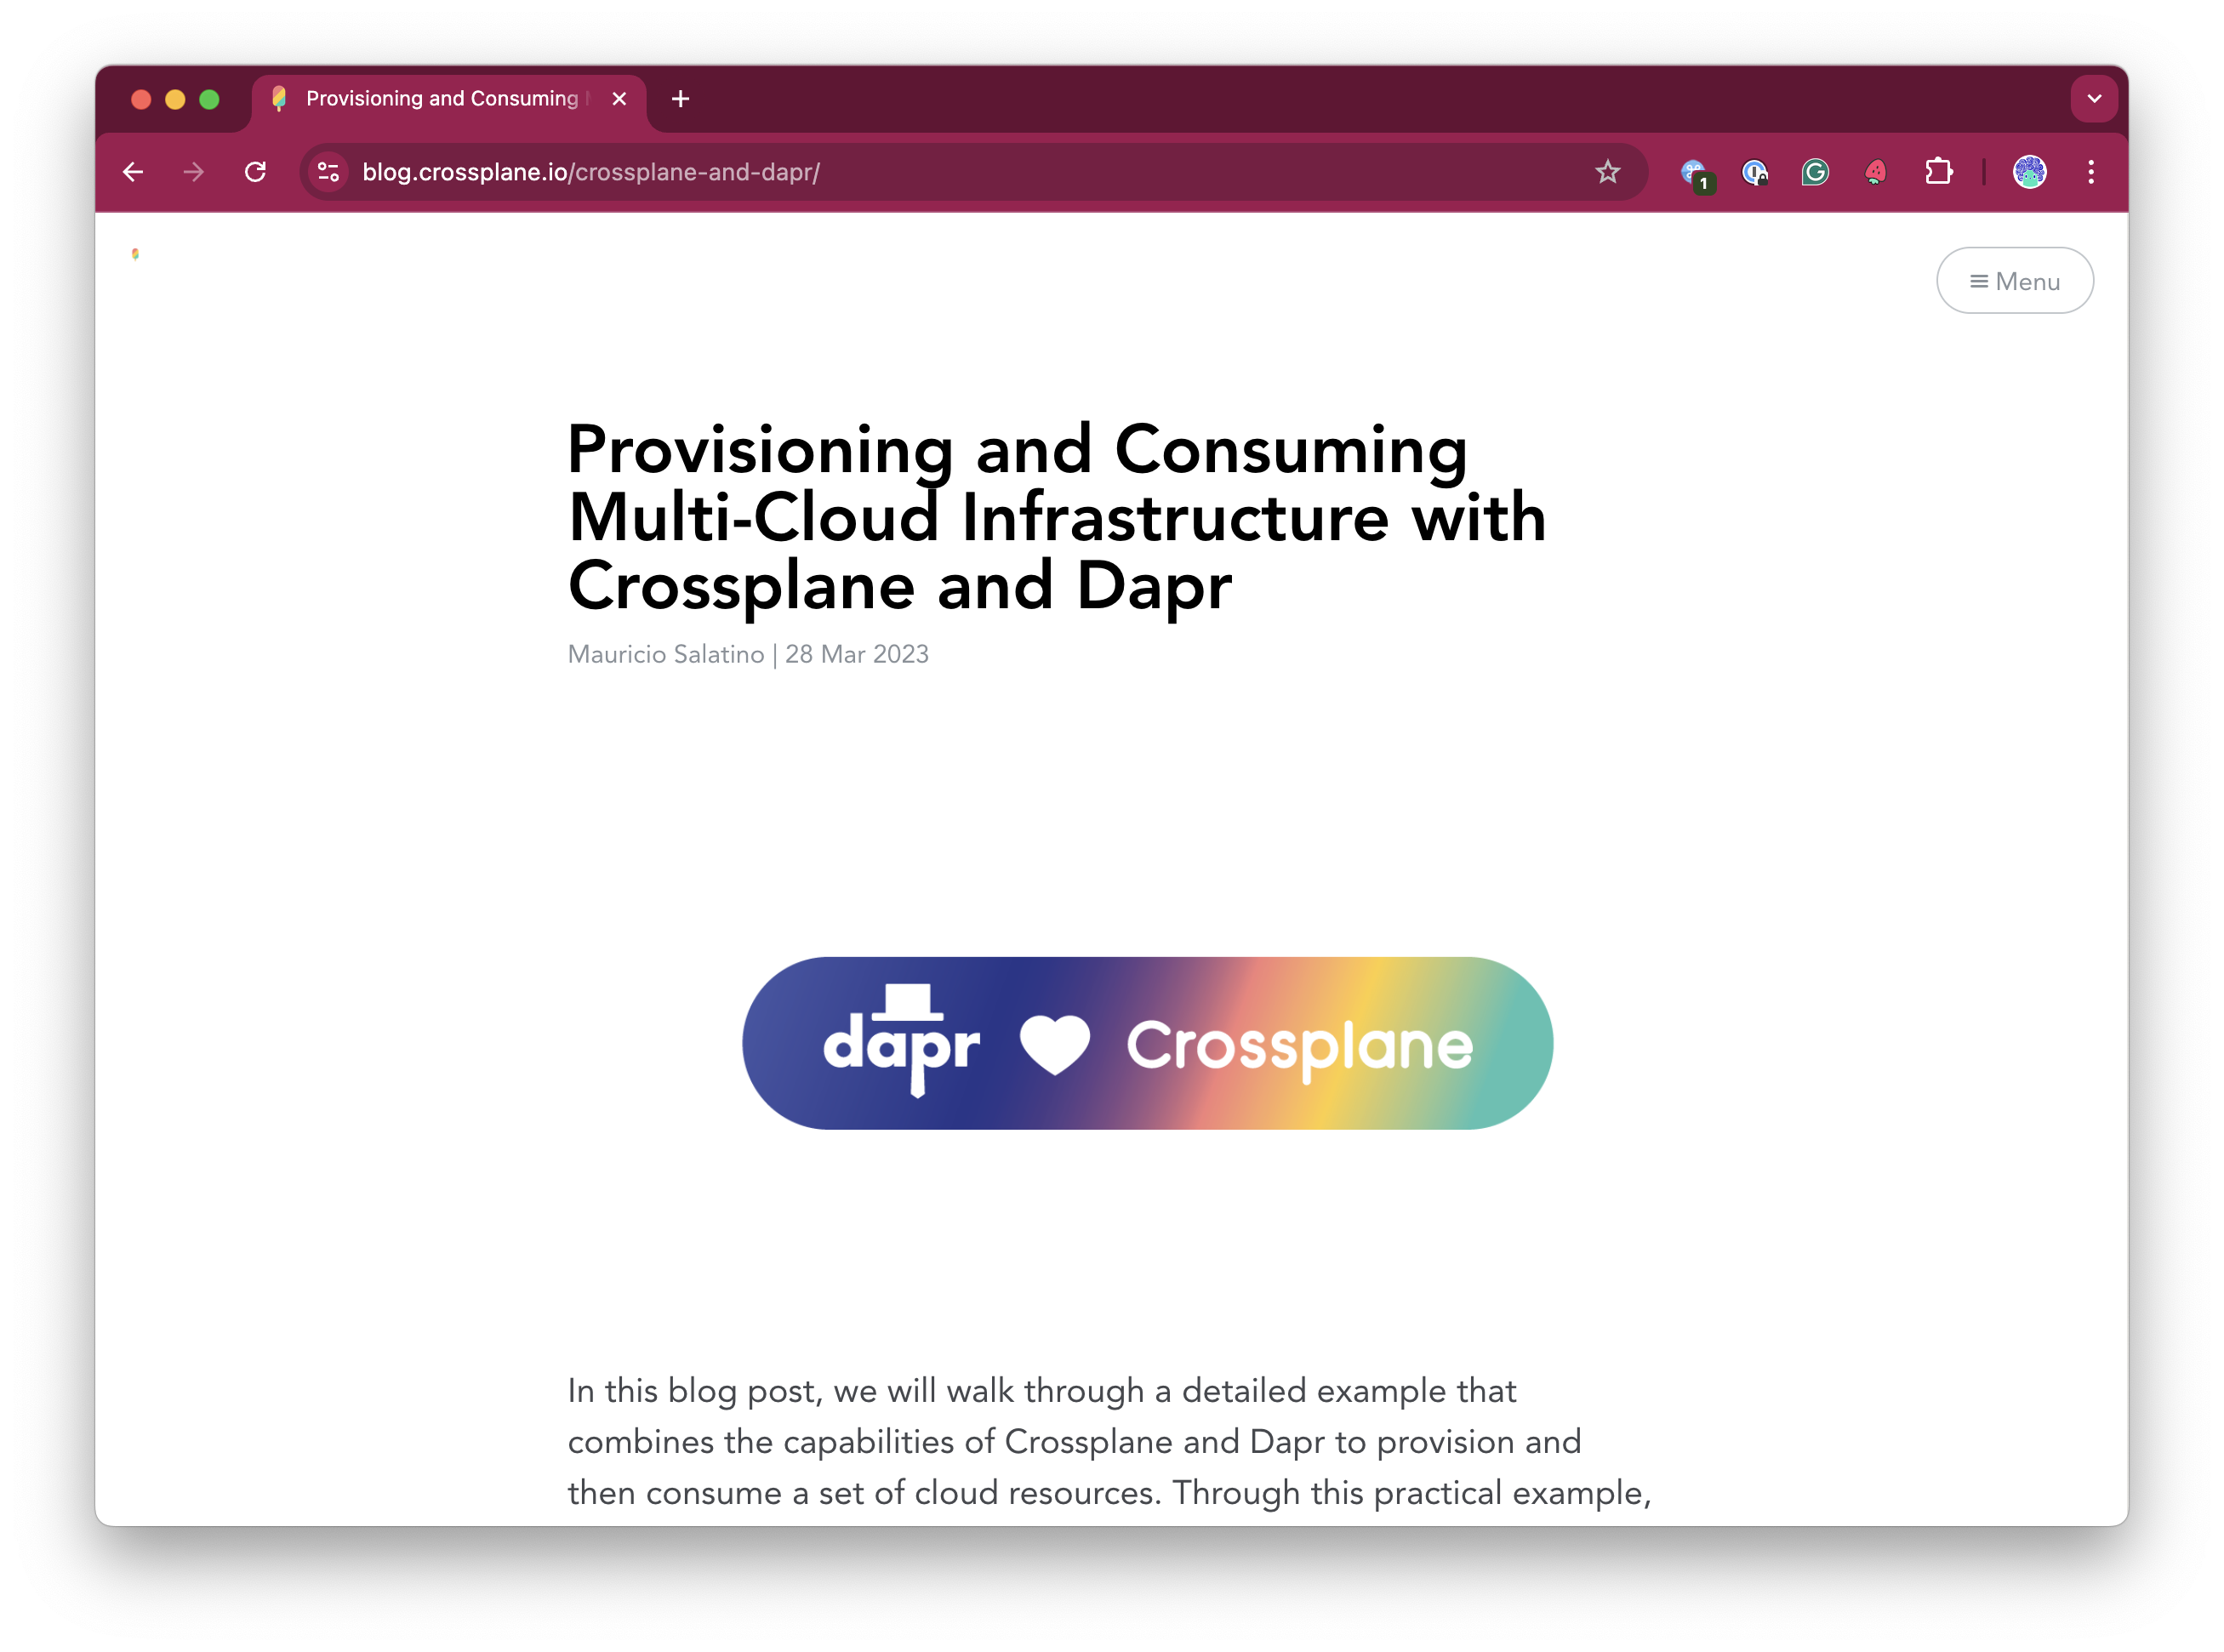 Provisioning and Consuming
blog.crossplane.io/crossplane-and-dapr/
1
Menu
Provisioning and Consuming
Multi-Cloud Infrastructure with
Crossplane and Dapr
Mauricio Salatino | 28 Mar 2023
dapr Crossplane
In this blog post, we will walk through a detailed example that
combines the capabilities of Crossplane and Dapr to provision and
then consume a set of cloud resources. Through this practical example,